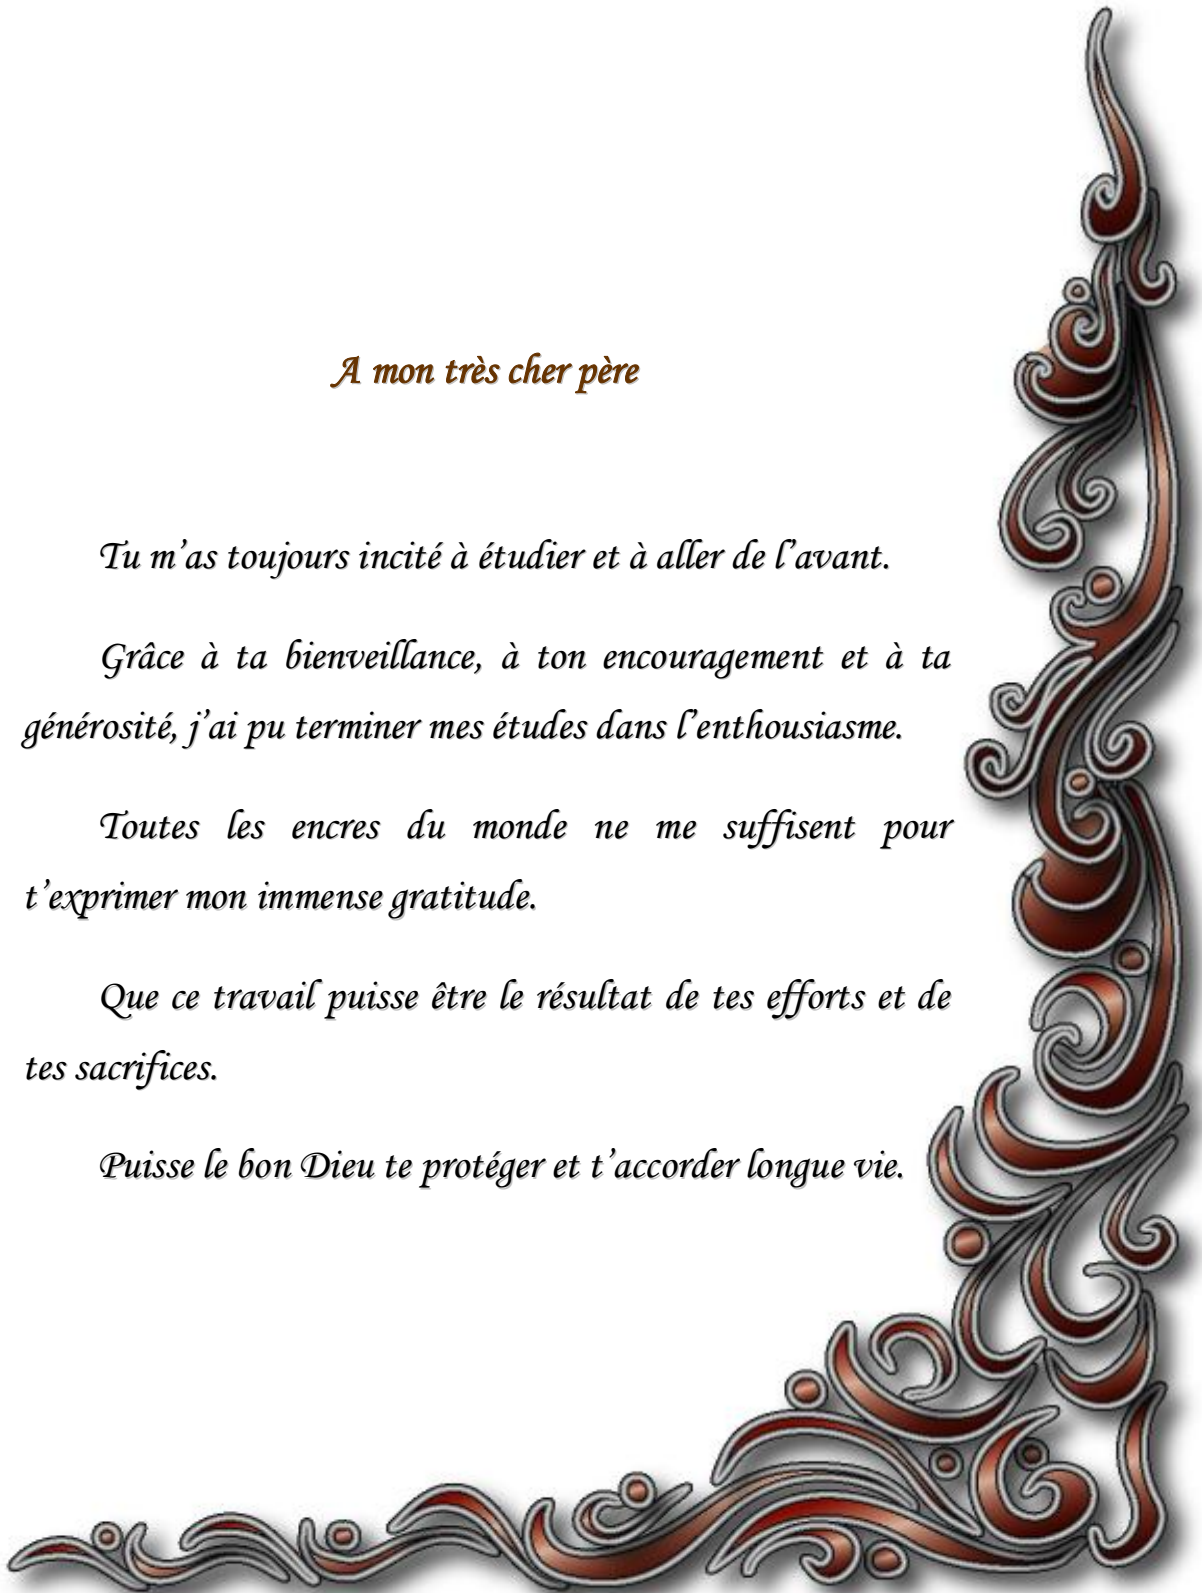 A mon très cher père
Tu m’as toujours incité à étudier et à aller de l’avant.
Grâce à ta bienveillance, à ton encouragement et à ta
générosité, j’ai pu terminer mes études dans l’enthousiasme.
Toutes les encres du monde ne me suffisent pour
t’exprimer mon immense gratitude.
Que ce travail puisse être le résultat de tes efforts et de
tes sacrifices.
Puisse le bon Dieu te protéger et t’accorder longue vie.